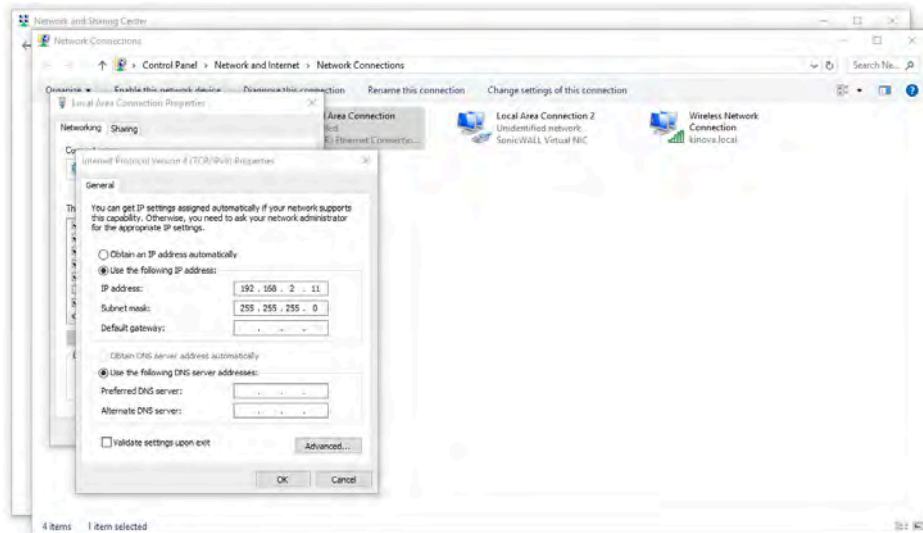 Network and Sharing Center
Network Connections
Control Panel > Network and Internet > Network Connections
Search Ne...
Organize
Enable this network device
Diagnose this connection
Rename this connection
Change settings of this connection
Local Area Connection Properties
Networking
Sharing
Area Connection
Ethernet Connectio...
Local Area Connection 2
Unidentified network
SonicWALL Virtual NIC
Wireless Network
Connection
kinova.local
Internet Protocol Version 4 (TCP/IPv4) Properties
General
You can get IP settings assigned automatically if your network supports
this capability. Otherwise, you need to ask your network administrator
for the appropriate IP settings.
Obtain an IP address automatically
Use the following IP address:
IP address: 192 . 168 . 2 . 11
Subnet mask: 255 . 255 . 255 . 0
Default gateway: . . .
Obtain DNS server address automatically
Use the following DNS server addresses:
Preferred DNS server: . . .
Alternate DNS server: . . .
Validate settings upon exit
Advanced...
OK
Cancel
4 items
1 item selected